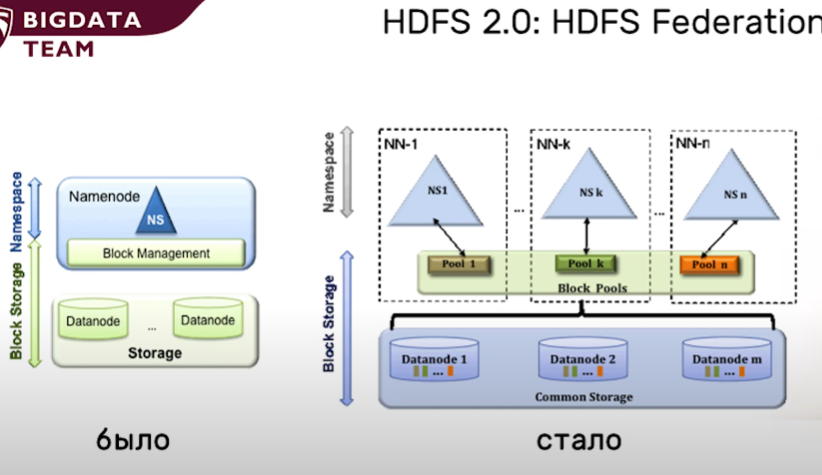 BIGDATA
TEAM
HDFS 2.0: HDFS Federation
Namespace
Block Storage
Namenode
NS
Block Management
Datanode
...
Datanode
Storage
было
Namespace
Block Storage
NN-1
NN-k
NN-n
NS1
...
NS k
...
NS n
Pool 1
Pool k
Pool n
Block Pools
Datanode 1
Datanode 2
Datanode m
...
...
...
Common Storage
стало